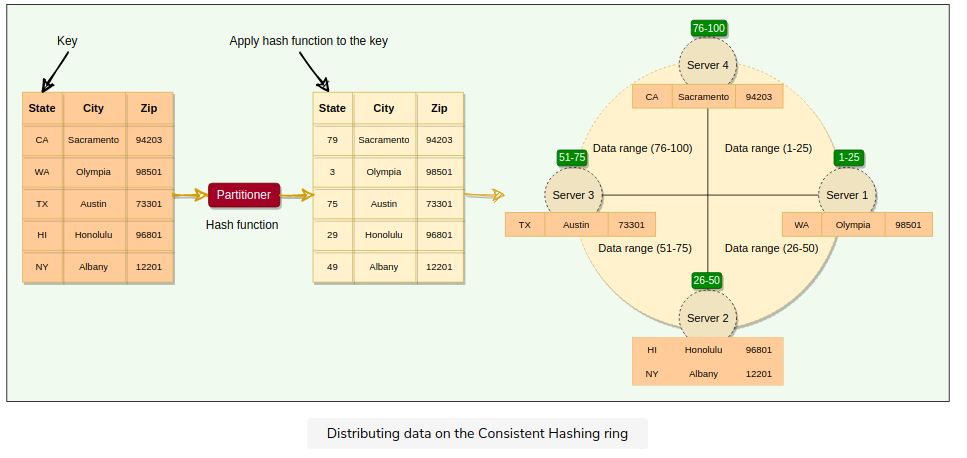 Key
State City Zip
CA Sacramento 94203
WA Olympia 98501
TX Austin 73301
HI Honolulu 96801
NY Albany 12201
Partitioner
Hash function
Apply hash function to the key
State City Zip
79 Sacramento 94203
3 Olympia 98501
75 Austin 73301
29 Honolulu 96801
49 Albany 12201
76-100
Server 4
CA Sacramento 94203
Data range (76-100)
Data range (1-25)
51-75
Server 3
TX Austin 73301
1-25
Server 1
WA Olympia 98501
Data range (51-75)
Data range (26-50)
26-50
Server 2
HI Honolulu 96801
NY Albany 12201
Distributing data on the Consistent Hashing ring